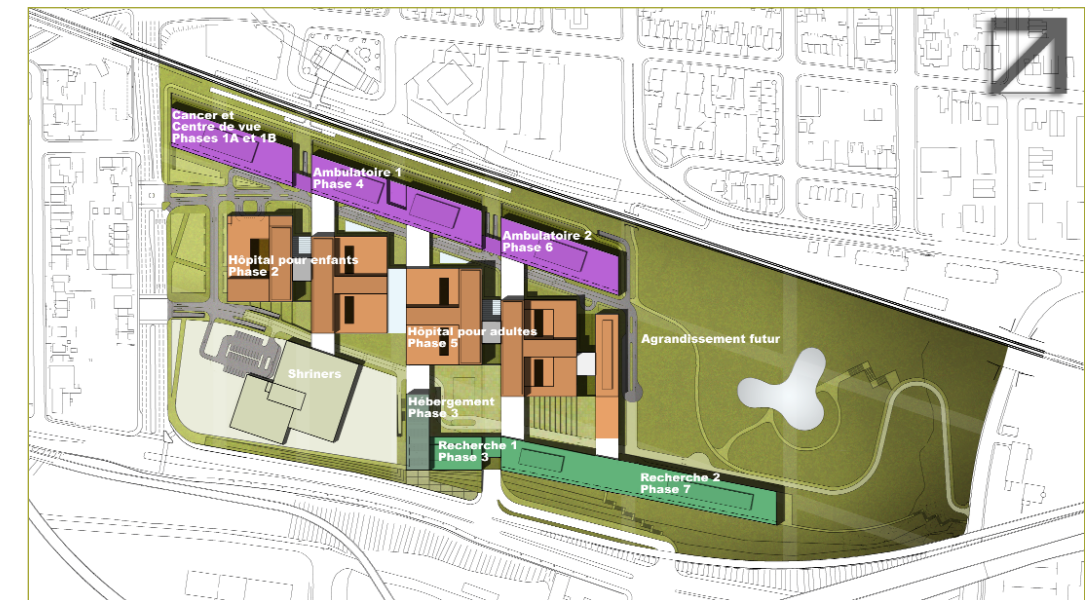 Cancer et
Centre de vue
Phases 1A et 1B
Ambulatoire 1
Phase 4
Ambulatoire 2
Phase 6
Hôpital pour enfants
Phase 2
Hôpital pour adultes
Phase 5
Agrandissement futur
Shriners
Hébergement
Phase 3
Recherche 1
Phase 3
Recherche 2
Phase 7